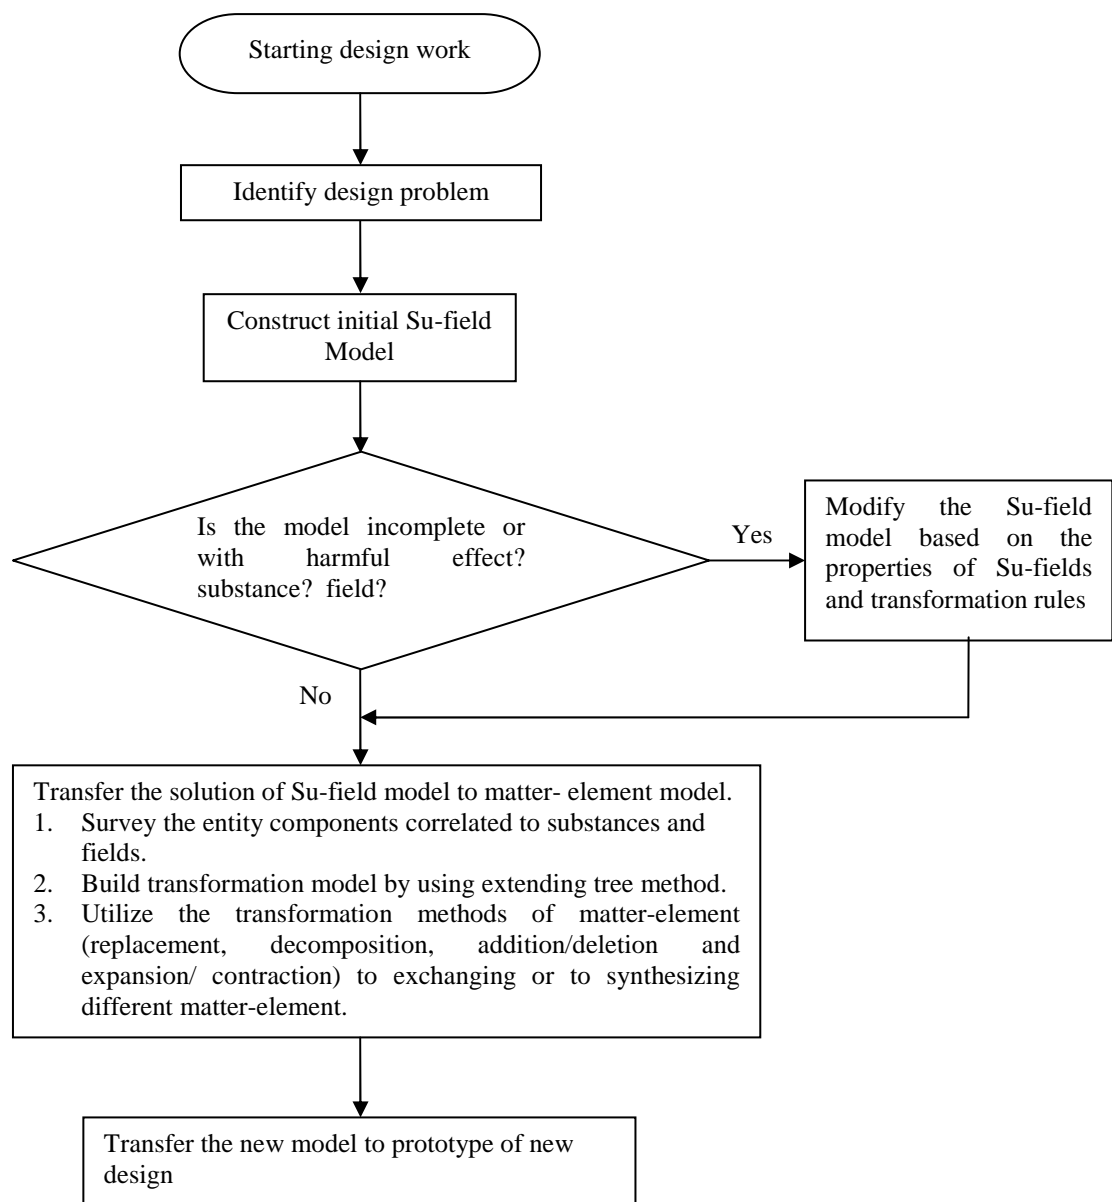 Starting design work
Identify design problem
Construct initial Su-field
Model
Is the model incomplete or
with harmful effect?
substance? field?
Yes
Modify the Su-field
model based on the
properties of Su-fields
and transformation rules
No
Transfer the solution of Su-field model to matter- element model.
1. Survey the entity components correlated to substances and
fields.
2. Build transformation model by using extending tree method.
3. Utilize the transformation methods of matter-element
(replacement, decomposition, addition/deletion and
expansion/ contraction) to exchanging or to synthesizing
different matter-element.
Transfer the new model to prototype of new
design